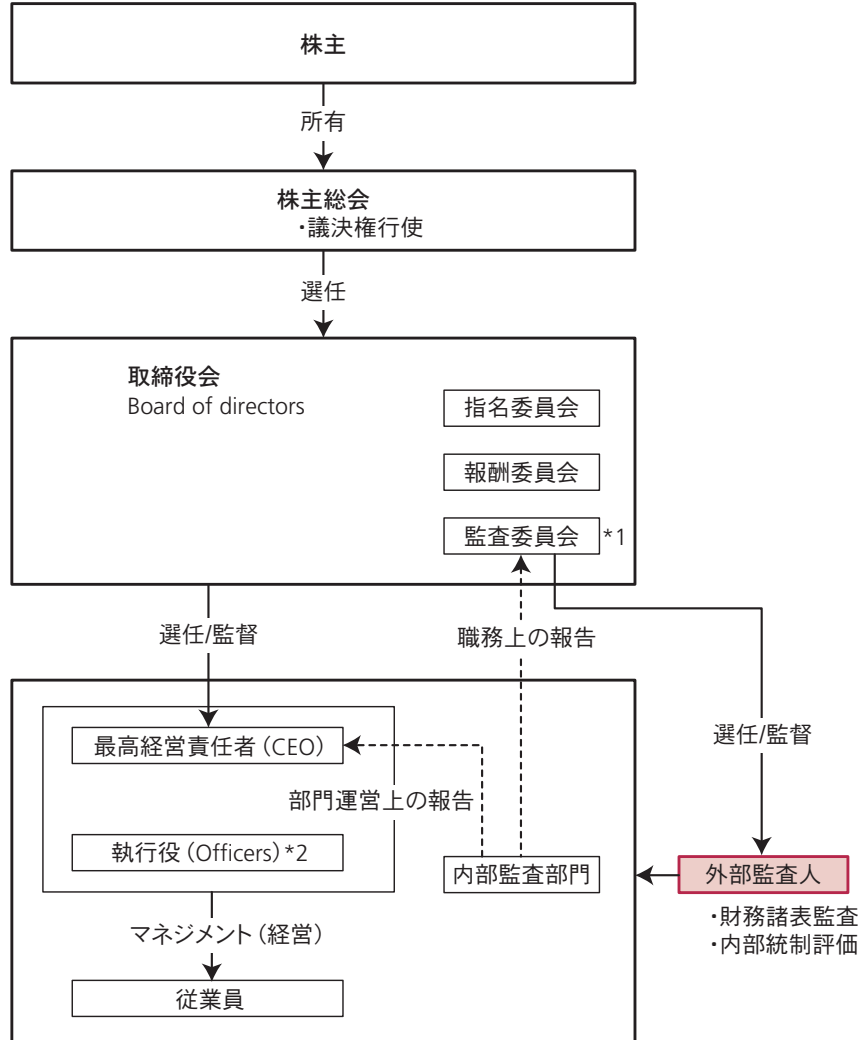 株主
所有
株主総会
・議決権行使
選任
取締役会
Board of directors
指名委員会
報酬委員会
監査委員会 *1
選任/監督
職務上の報告
最高経営責任者（CEO）
選任/監督
部門運営上の報告
執行役（Officers）*2
内部監査部門
外部監査人
・財務諸表監査
・内部統制評価
マネジメント（経営）
従業員